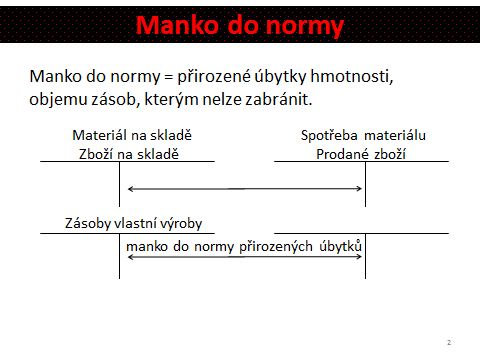 Manko do normy
Manko do normy = přirozené úbytky hmotnosti,
objemu zásob, kterým nelze zabránit.
Materiál na skladě
Zboží na skladě
Spotřeba materiálu
Prodané zboží
Zásoby vlastní výroby
manko do normy přirozených úbytků
2